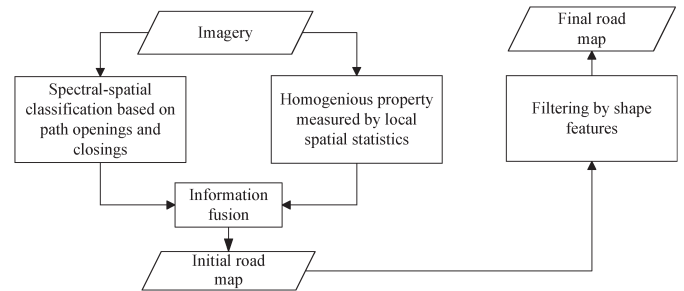 Imagery
Spectral-spatial
classification based on
path openings and
closings
Homogenious property
measured by local
spatial statistics
Information
fusion
Initial road
map
Filtering by shape
features
Final road
map